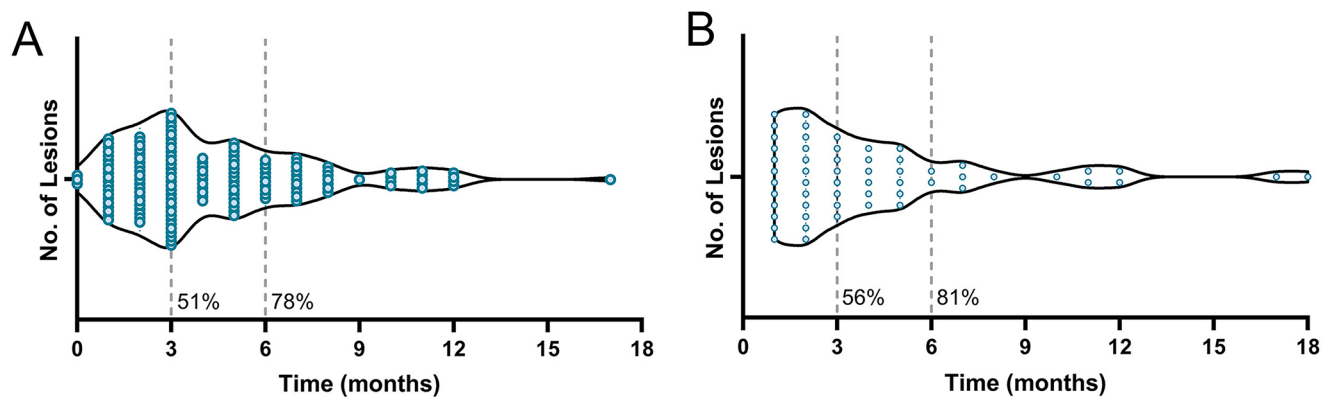 A
No. of Lesions
51%
78%
0 3 6 9 12 15 18
Time (months)
B
No. of Lesions
56%
81%
0 3 6 9 12 15 18
Time (months)